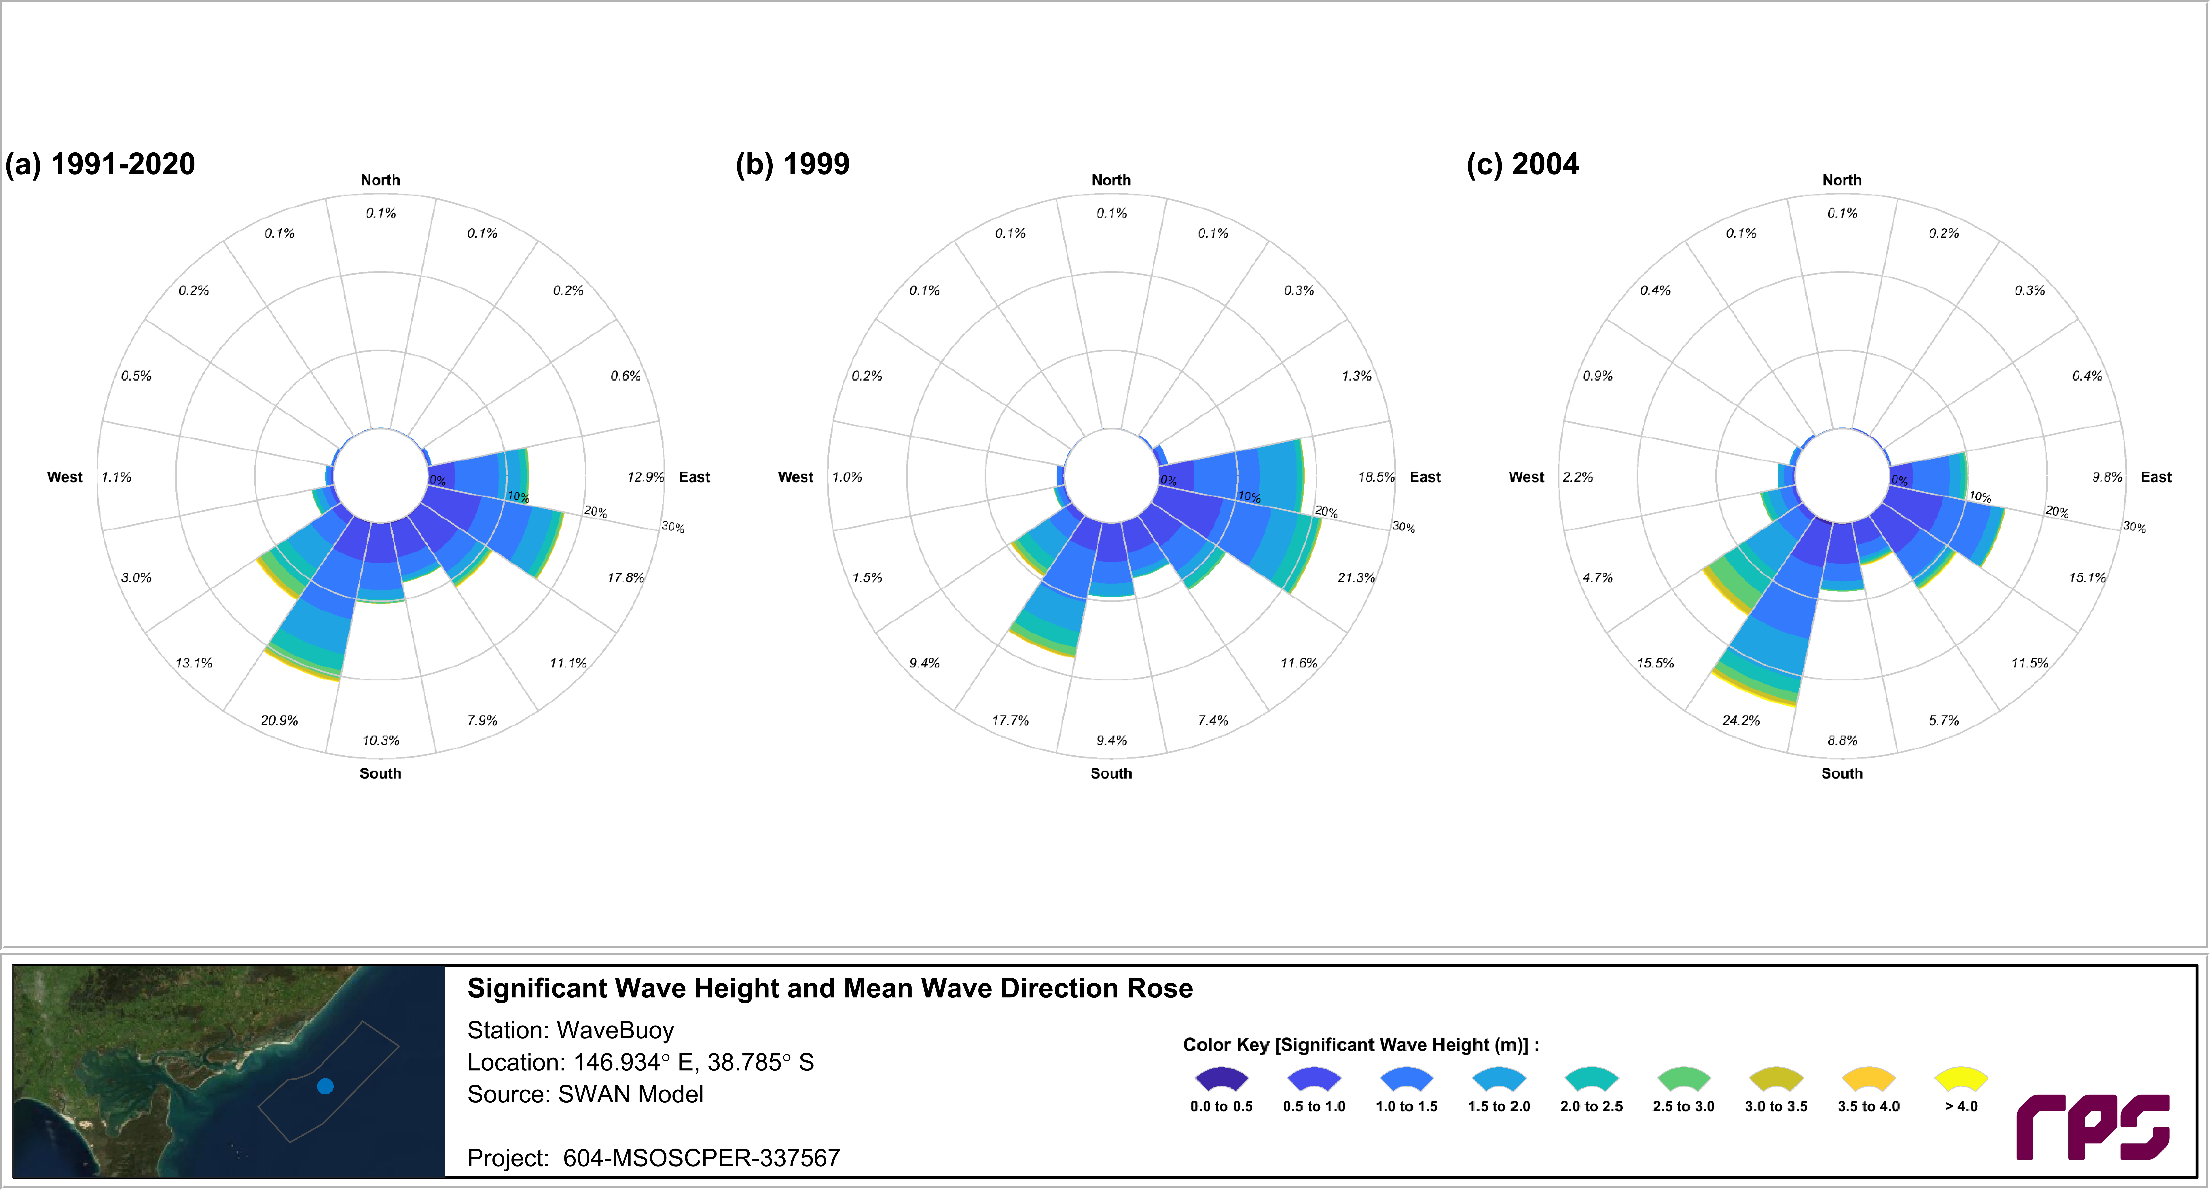 (a) 1991-2020
North
0.1%
0.1%
0.1%
0.2%
0.2%
0.5%
0.6%
West
1.1%
12.9%
East
0%
10%
20%
30%
3.0%
17.8%
13.1%
11.1%
20.9%
7.9%
10.3%
South
(b) 1999
North
0.1%
0.1%
0.1%
0.1%
0.3%
0.2%
1.3%
West
1.0%
18.5%
East
0%
10%
20%
30%
1.5%
21.3%
9.4%
11.6%
17.7%
7.4%
9.4%
South
(c) 2004
North
0.1%
0.1%
0.2%
0.4%
0.3%
0.9%
0.4%
West
2.2%
9.8%
East
0%
10%
20%
30%
4.7%
15.1%
15.5%
11.5%
24.2%
5.7%
8.8%
South
Significant Wave Height and Mean Wave Direction Rose
Station: WaveBuoy
Location: 146.934° E, 38.785° S
Source: SWAN Model
Project: 604-MSOSCPER-337567
Color Key [Significant Wave Height (m)] :
0.0 to 0.5 0.5 to 1.0 1.0 to 1.5 1.5 to 2.0 2.0 to 2.5 2.5 to 3.0 3.0 to 3.5 3.5 to 4.0 > 4.0
rps